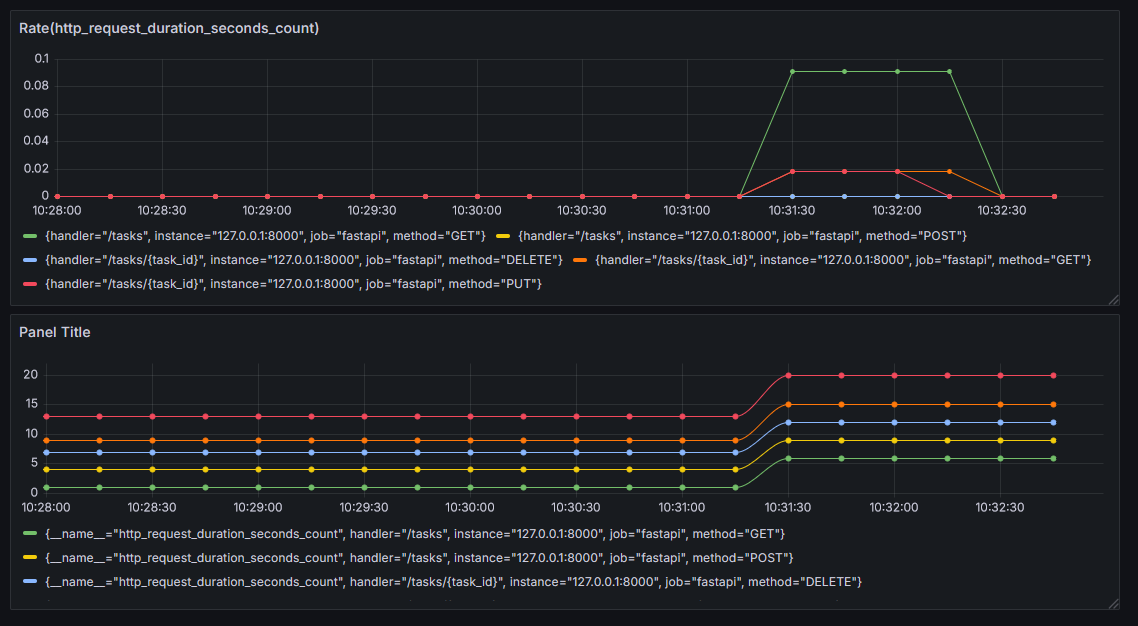 Rate(http_request_duration_seconds_count)
0.1
0.08
0.06
0.04
0.02
0
10:28:00 10:28:30 10:29:00 10:29:30 10:30:00 10:30:30 10:31:00 10:31:30 10:32:00 10:32:30
{handler="/tasks", instance="127.0.0.1:8000", job="fastapi", method="GET"} {handler="/tasks", instance="127.0.0.1:8000", job="fastapi", method="POST"}
{handler="/tasks/{task_id}", instance="127.0.0.1:8000", job="fastapi", method="DELETE"} {handler="/tasks/{task_id}", instance="127.0.0.1:8000", job="fastapi", method="GET"}
{handler="/tasks/{task_id}", instance="127.0.0.1:8000", job="fastapi", method="PUT"}
Panel Title
20
15
10
5
0
10:28:00 10:28:30 10:29:00 10:29:30 10:30:00 10:30:30 10:31:00 10:31:30 10:32:00 10:32:30
{__name__="http_request_duration_seconds_count", handler="/tasks", instance="127.0.0.1:8000", job="fastapi", method="GET"}
{__name__="http_request_duration_seconds_count", handler="/tasks", instance="127.0.0.1:8000", job="fastapi", method="POST"}
{__name__="http_request_duration_seconds_count", handler="/tasks/{task_id}", instance="127.0.0.1:8000", job="fastapi", method="DELETE"}